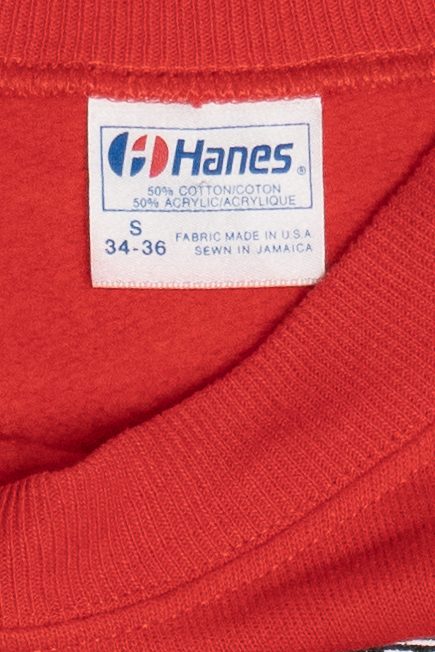 Hanes®
50% COTTON/COTON
50% ACRYLIC/ACRYLIQUE
S
34-36
FABRIC MADE IN U.S.A
SEWN IN JAMAICA